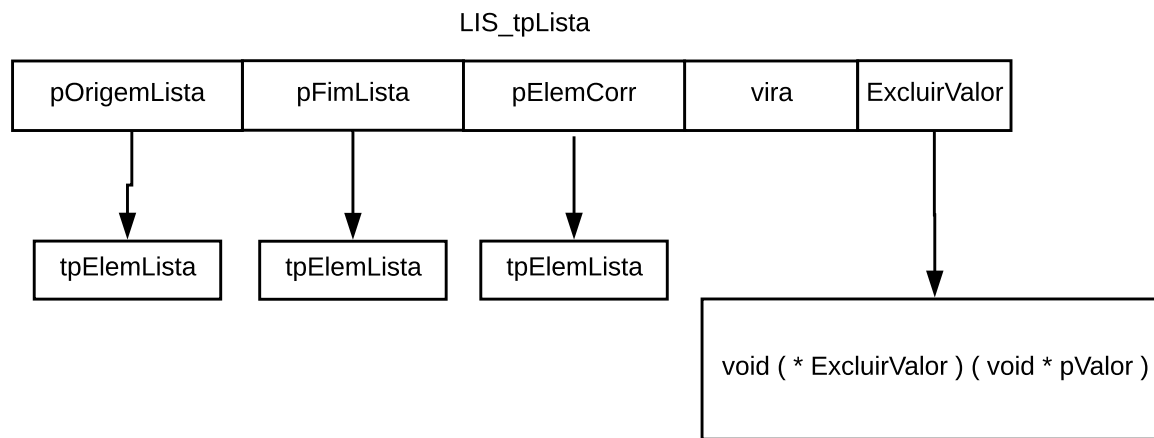 LIS_tpLista
pOrigemLista pFimLista pElemCorr vira ExcluirValor
tpElemLista tpElemLista tpElemLista
void ( * ExcluirValor ) ( void * pValor )